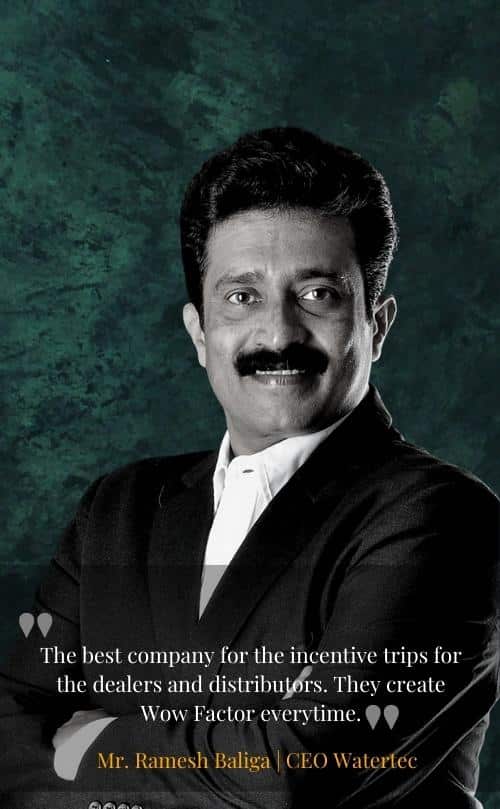 The best company for the incentive trips for
the dealers and distributors. They create
Wow Factor everytime.
Mr. Ramesh Baliga | CEO Watertec